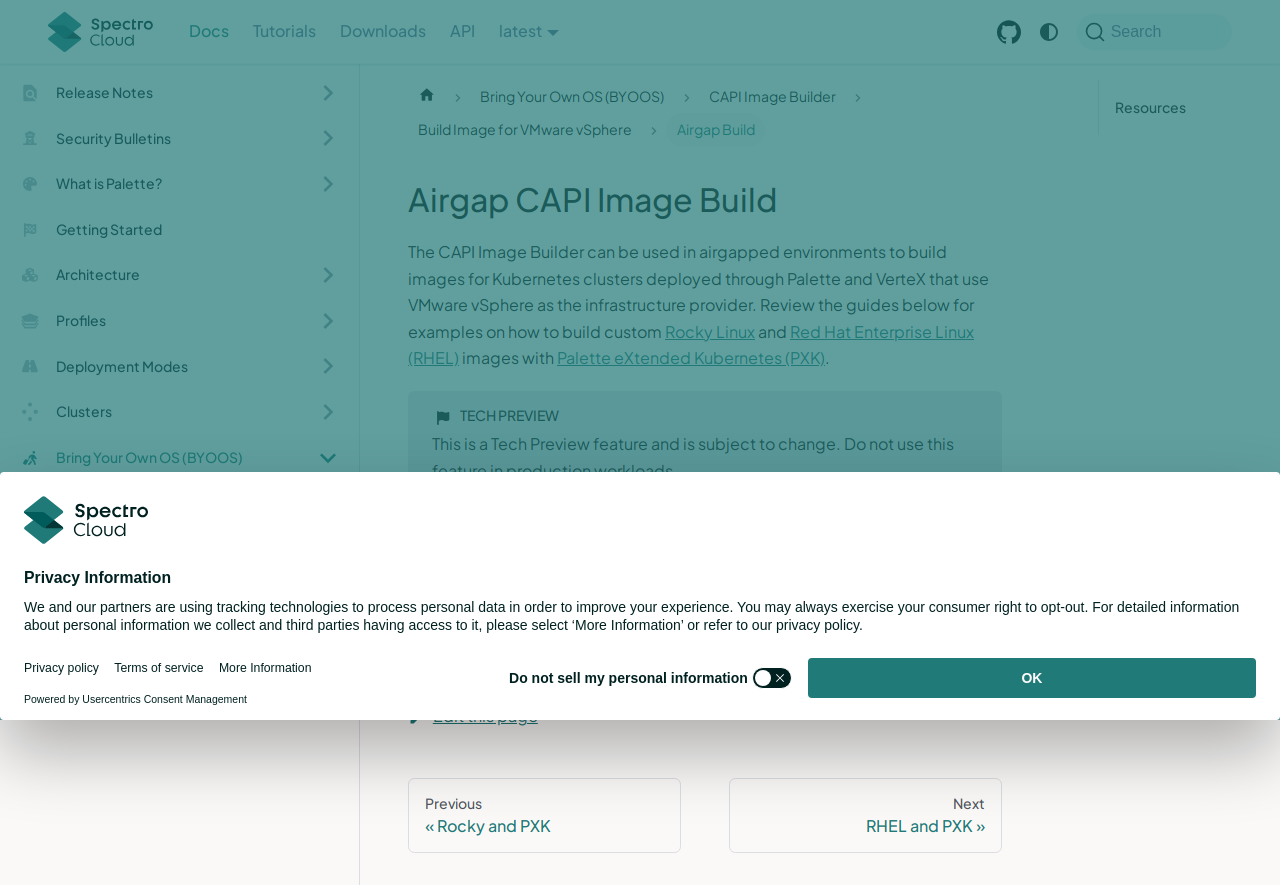 Spectro Cloud
Docs
Tutorials
Downloads
API
latest
Search
Release Notes
Security Bulletins
What is Palette?
Getting Started
Architecture
Profiles
Deployment Modes
Clusters
Bring Your Own OS (BYOOS)
Bring Your Own OS (BYOOS)
CAPI Image Builder
Build Image for VMware vSphere
Airgap Build
Resources
Airgap CAPI Image Build
The CAPI Image Builder can be used in airgapped environments to build
images for Kubernetes clusters deployed through Palette and VerteX that use
VMware vSphere as the infrastructure provider. Review the guides below for
examples on how to build custom Rocky Linux and Red Hat Enterprise Linux
(RHEL) images with Palette eXtended Kubernetes (PXK).
TECH PREVIEW
This is a Tech Preview feature and is subject to change. Do not use this
feature in production workloads.
Spectro Cloud
Privacy Information
We and our partners are using tracking technologies to process personal data in order to improve your experience. You may always exercise your consumer right to opt-out. For detailed information
about personal information we collect and third parties having access to it, please select ‘More Information’ or refer to our privacy policy.
Privacy policy
Terms of service
More Information
Powered by Usercentrics Consent Management
Do not sell my personal information
OK
Edit this page
Previous
« Rocky and PXK
Next
RHEL and PXK »